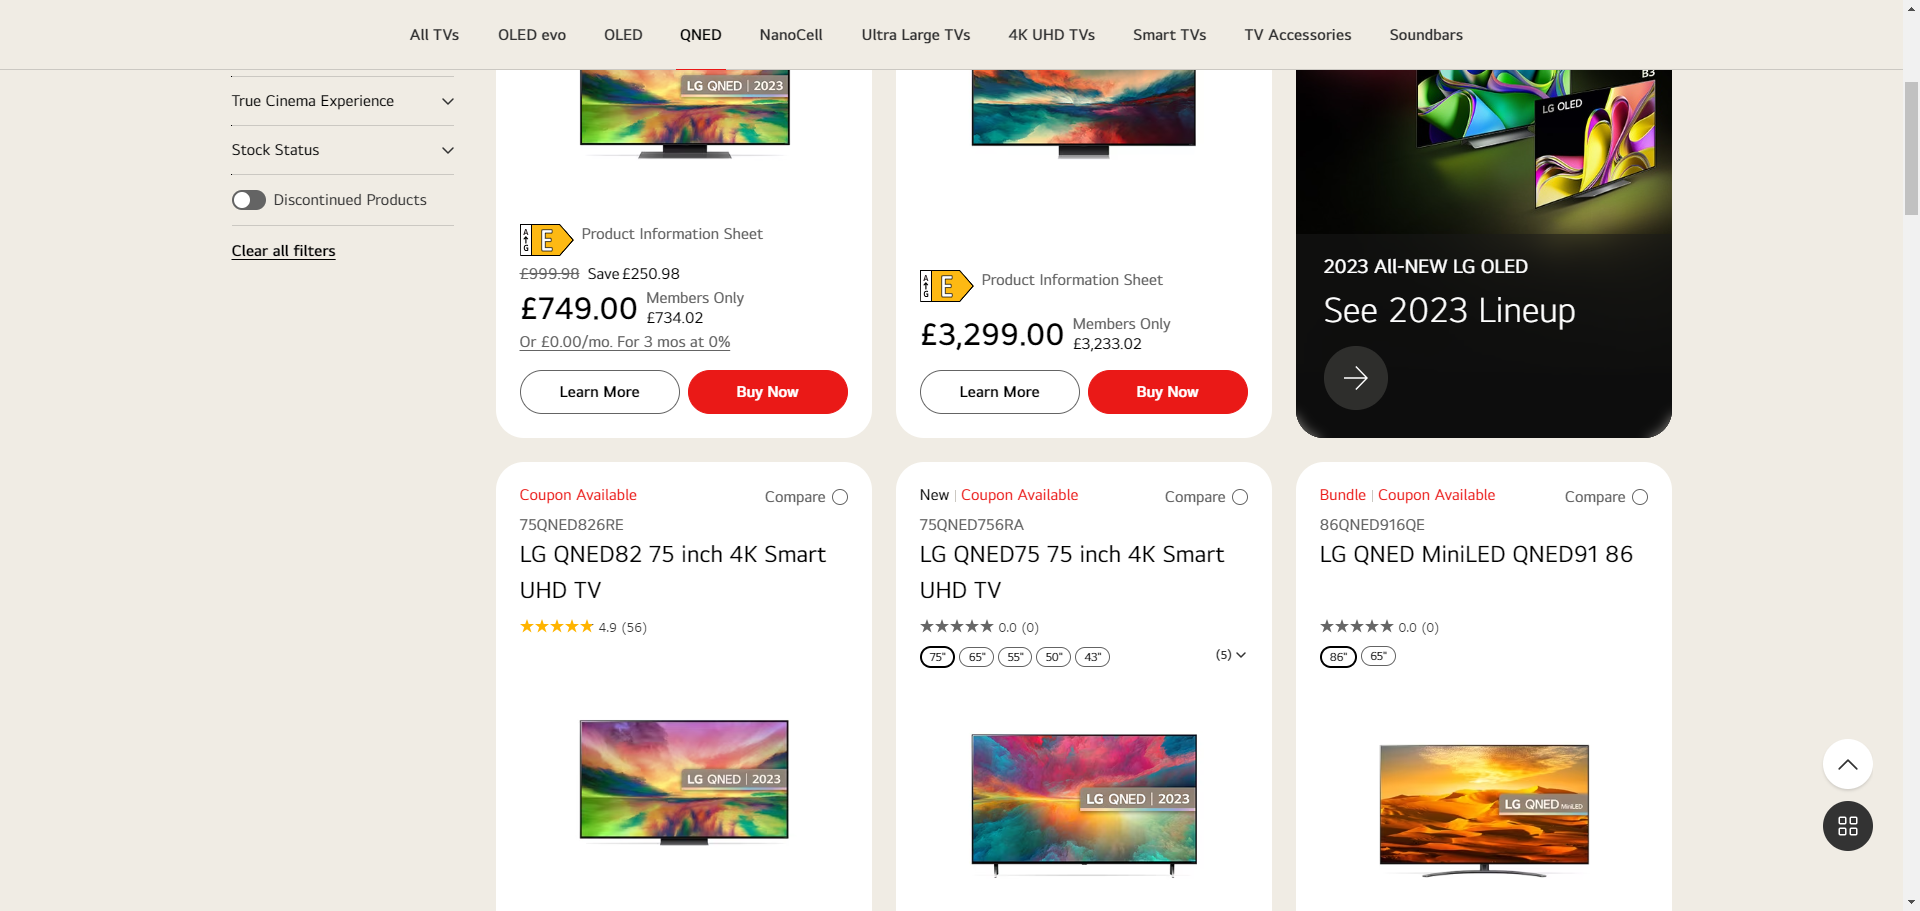 All TVs
OLED evo
OLED
QNED
NanoCell
Ultra Large TVs
4K UHD TVs
Smart TVs
TV Accessories
Soundbars
True Cinema Experience
Stock Status
Discontinued Products
Clear all filters
LG QNED | 2023
A
G
E
Product Information Sheet
£999.98 Save £250.98
£749.00
Members Only
£734.02
Or £0.00/mo. For 3 mos at 0%
Learn More
Buy Now
A
G
E
Product Information Sheet
£3,299.00
Members Only
£3,233.02
Learn More
Buy Now
B3
LG OLED
2023 All-NEW LG OLED
See 2023 Lineup
Coupon Available
Compare
75QNED826RE
LG QNED82 75 inch 4K Smart
UHD TV
4.9 (56)
LG QNED | 2023
New | Coupon Available
Compare
75QNED756RA
LG QNED75 75 inch 4K Smart
UHD TV
0.0 (0)
75" 65" 55" 50" 43" (5)
LG QNED | 2023
Bundle | Coupon Available
Compare
86QNED916QE
LG QNED MiniLED QNED91 86
0.0 (0)
86" 65"
LG QNED MiniLED